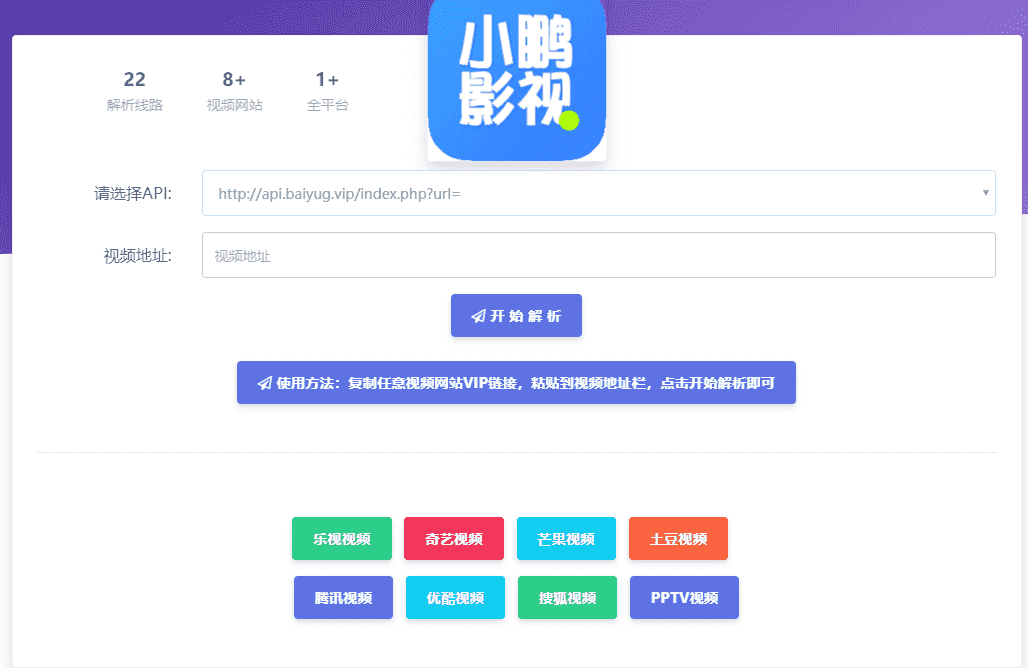 小鹏
影视
22 8+ 1+
解析线路 视频网站 全平台
请选择API: http://api.baiyug.vip/index.php?url=
视频地址: 视频地址
开 始 解 析
使用方法：复制任意视频网站VIP链接，粘贴到视频地址栏，点击开始解析即可
乐视视频 奇艺视频 芒果视频 土豆视频
腾讯视频 优酷视频 搜狐视频 PPTV视频